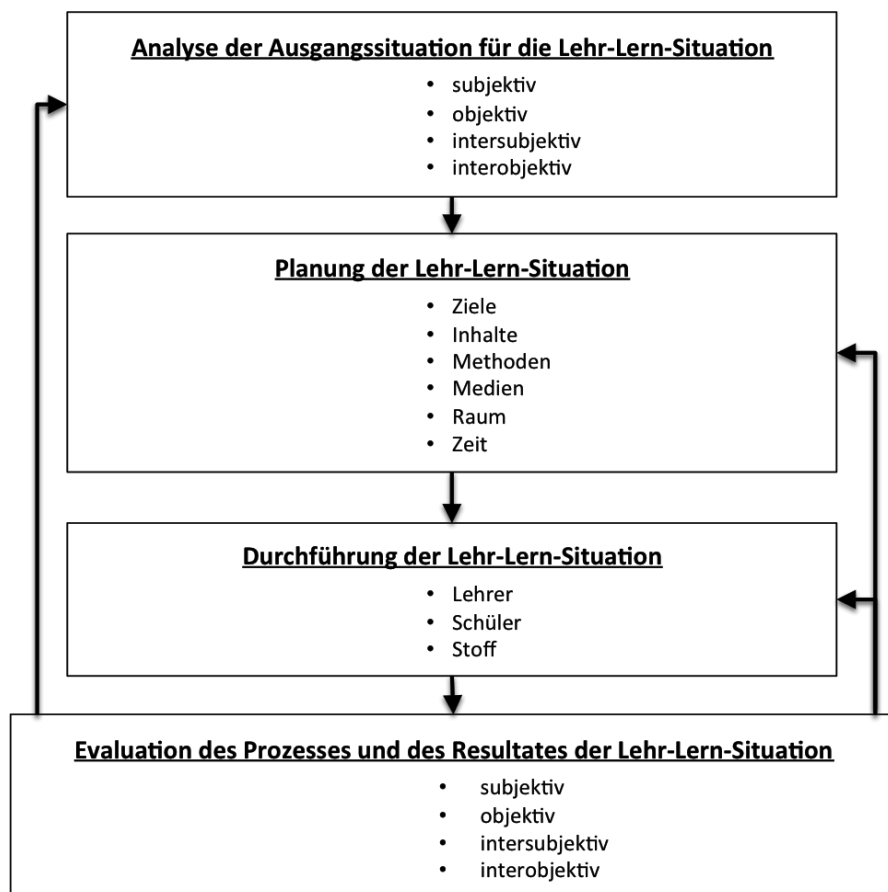 Analyse der Ausgangssituation für die Lehr-Lern-Situation
• subjektiv
• objektiv
• intersubjektiv
• interobjektiv
Planung der Lehr-Lern-Situation
• Ziele
• Inhalte
• Methoden
• Medien
• Raum
• Zeit
Durchführung der Lehr-Lern-Situation
• Lehrer
• Schüler
• Stoff
Evaluation des Prozesses und des Resultates der Lehr-Lern-Situation
• subjektiv
• objektiv
• intersubjektiv
• interobjektiv